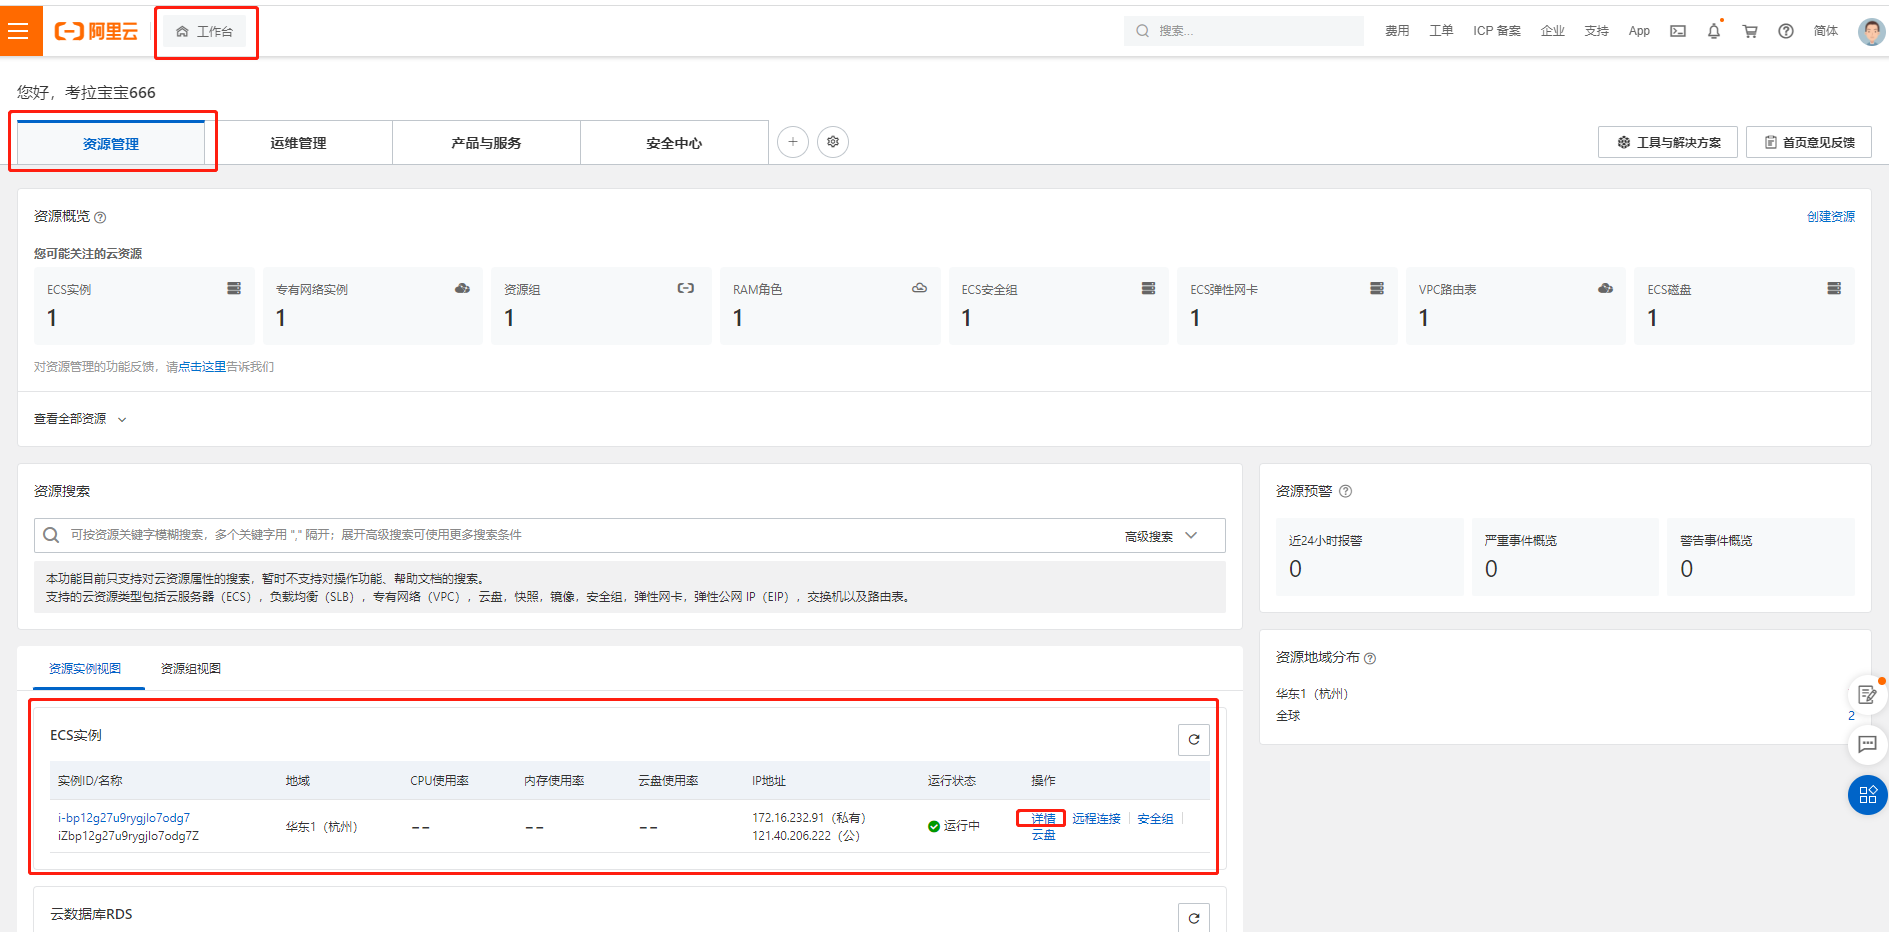 阿里云
工作台
搜索...
费用
工单
ICP 备案
企业
支持
App
简体
您好，考拉宝宝666
资源管理
运维管理
产品与服务
安全中心
工具与解决方案
首页意见反馈
资源概览
创建资源
您可能关注的云资源
ECS实例
1
专有网络实例
1
资源组
1
RAM角色
1
ECS安全组
1
ECS弹性网卡
1
VPC路由表
1
ECS磁盘
1
对资源管理的功能反馈，请点击这里告诉我们
查看全部资源
资源搜索
可按资源关键字模糊搜索，多个关键字用 "," 隔开；展开高级搜索可使用更多搜索条件
高级搜索
本功能目前只支持对云资源属性的搜索，暂时不支持对操作功能、帮助文档的搜索。
支持的云资源类型包括云服务器（ECS），负载均衡（SLB），专有网络（VPC），云盘，快照，镜像，安全组，弹性网卡，弹性公网 IP（EIP），交换机以及路由表。
资源预警
近24小时报警
0
严重事件概览
0
警告事件概览
0
资源地域分布
华东1（杭州）
全球
2
资源实例视图
资源组视图
ECS实例
实例ID/名称
地域
CPU使用率
内存使用率
云盘使用率
IP地址
运行状态
操作
i-bp12g27u9rygjlo7odg7
iZbp12g27u9rygjlo7odg7Z
华东1（杭州）
--
--
--
172.16.232.91（私有）
121.40.206.222（公）
运行中
详情
远程连接
安全组
云盘
云数据库RDS